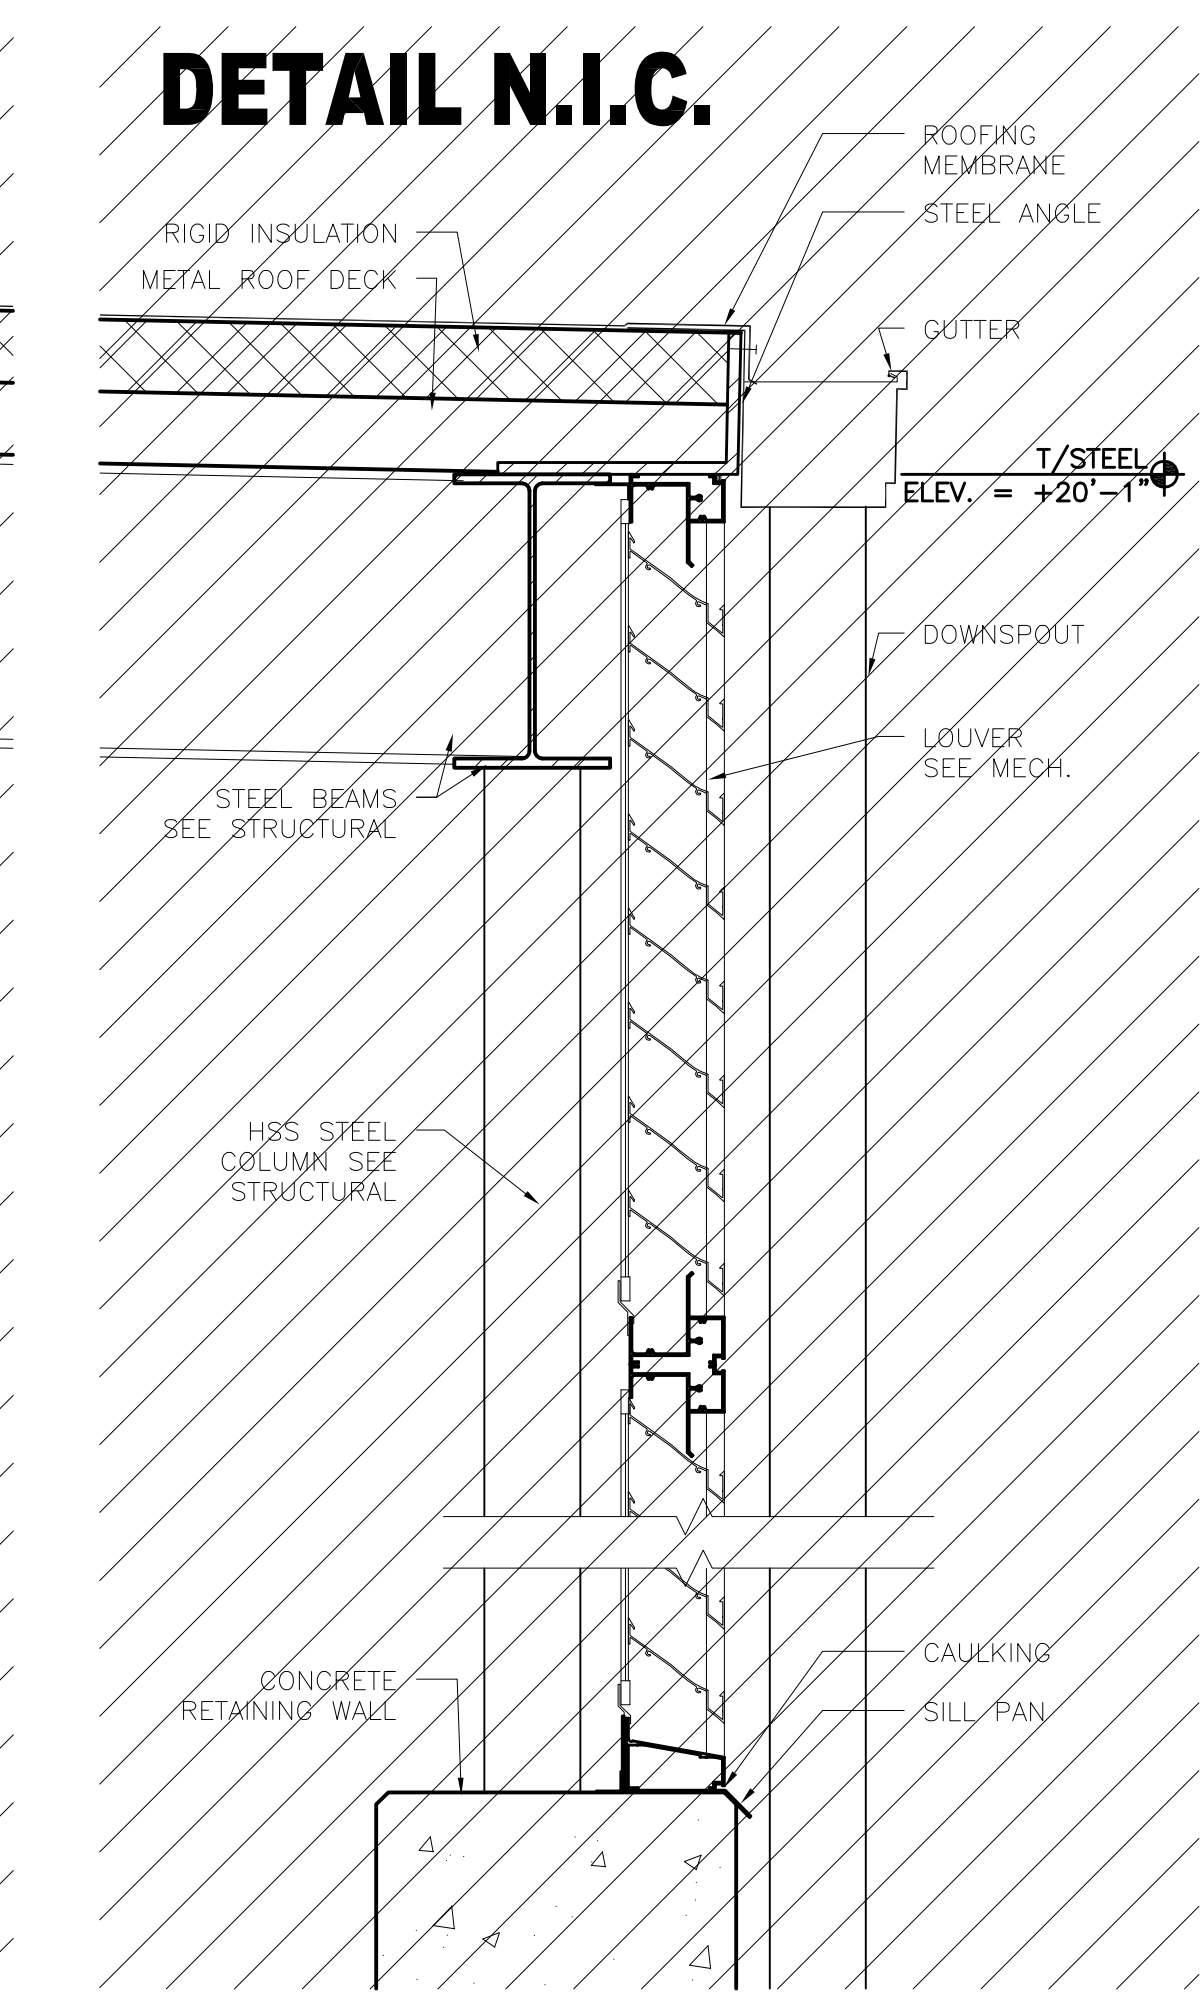 DETAIL N.I.C.
ROOFING
MEMBRANE
STEEL ANGLE
RIGID INSULATION
METAL ROOF DECK
GUTTER
T/STEEL
ELEV. = +20'-1"
DOWNSPOUT
LOUVER
SEE MECH.
STEEL BEAMS
SEE STRUCTURAL
HSS STEEL
COLUMN SEE
STRUCTURAL
CAULKING
CONCRETE
RETAINING WALL
SILL PAN